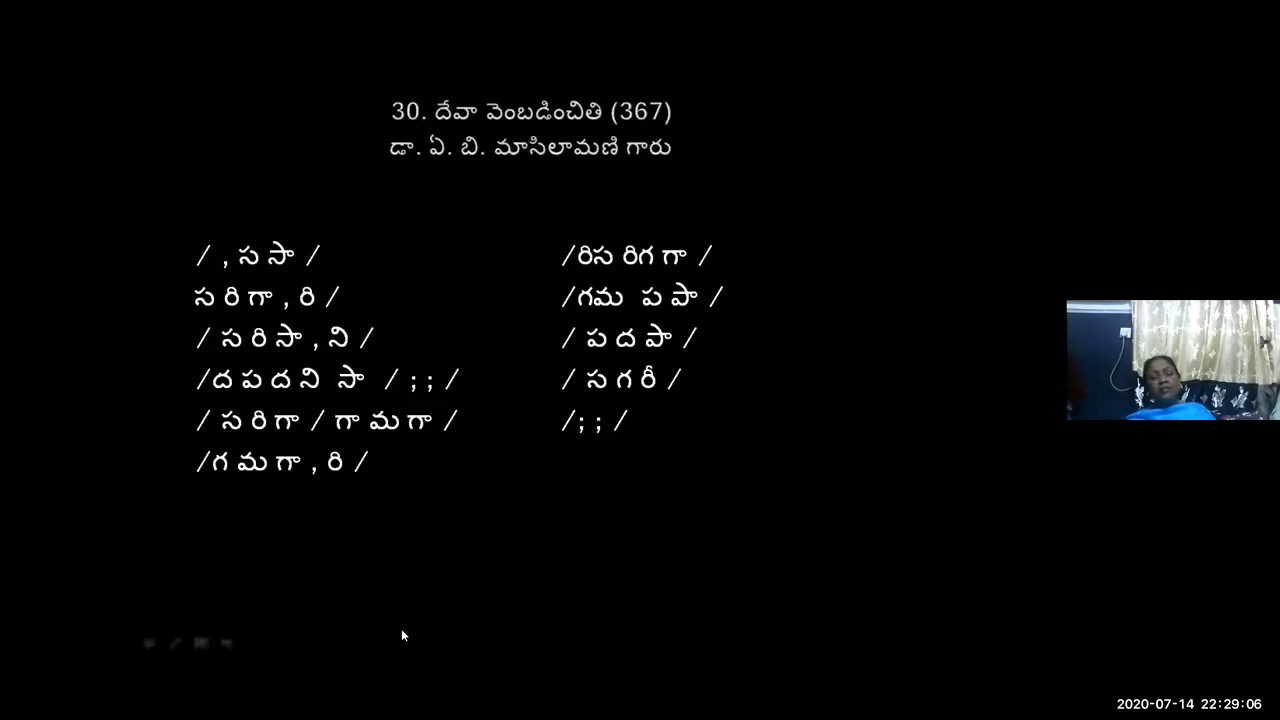 30. దేవా వెంబడించితి (367)
డా. ఏ. బి. మాసిలామణి గారు
/ , స సా /
స రి గా , రి /
/ స రి సా , ని /
/ద ప ద ని సా / ; ; /
/ స రి గా / గా మ గా /
/గ మ గా , రి /
/రిస రిగ గా /
/గమ ప పా /
/ ప ద పా /
/ స గ రీ /
/; ; /
2020-07-14 22:29:06